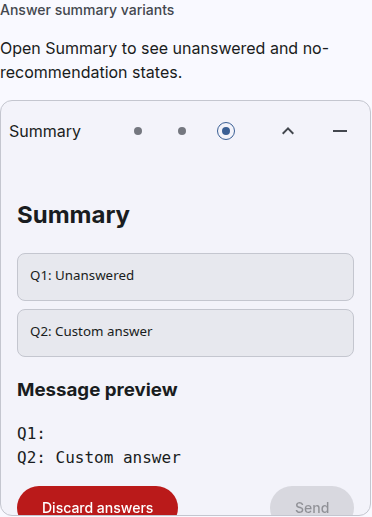 Answer summary variants
Open Summary to see unanswered and no-
recommendation states.
Summary
Summary
Q1: Unanswered
Q2: Custom answer
Message preview
Q1:
Q2: Custom answer
Discard answers
Send